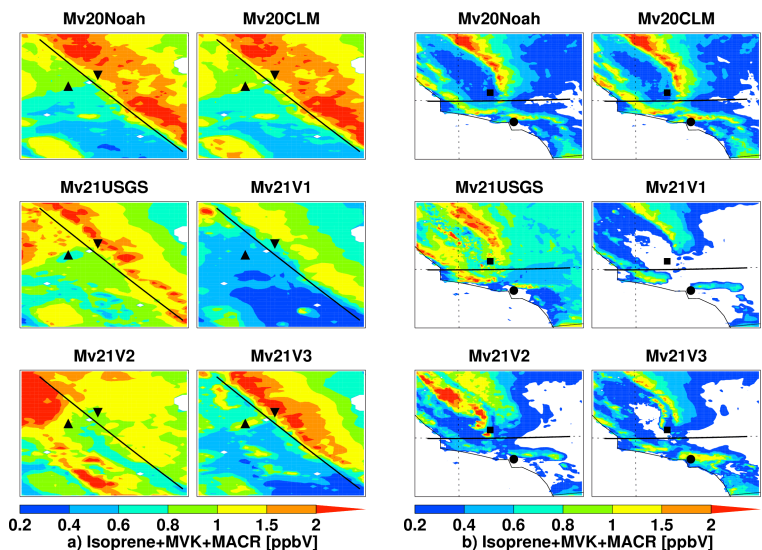 Mv20Noah Mv20CLM Mv20Noah Mv20CLM
Mv21USGS Mv21V1 Mv21USGS Mv21V1
Mv21V2 Mv21V3 Mv21V2 Mv21V3
0.2 0.4 0.6 0.8 1 1.5 2 0.2 0.4 0.6 0.8 1 1.5 2
a) Isoprene+MVK+MACR [ppbV] b) Isoprene+MVK+MACR [ppbV]